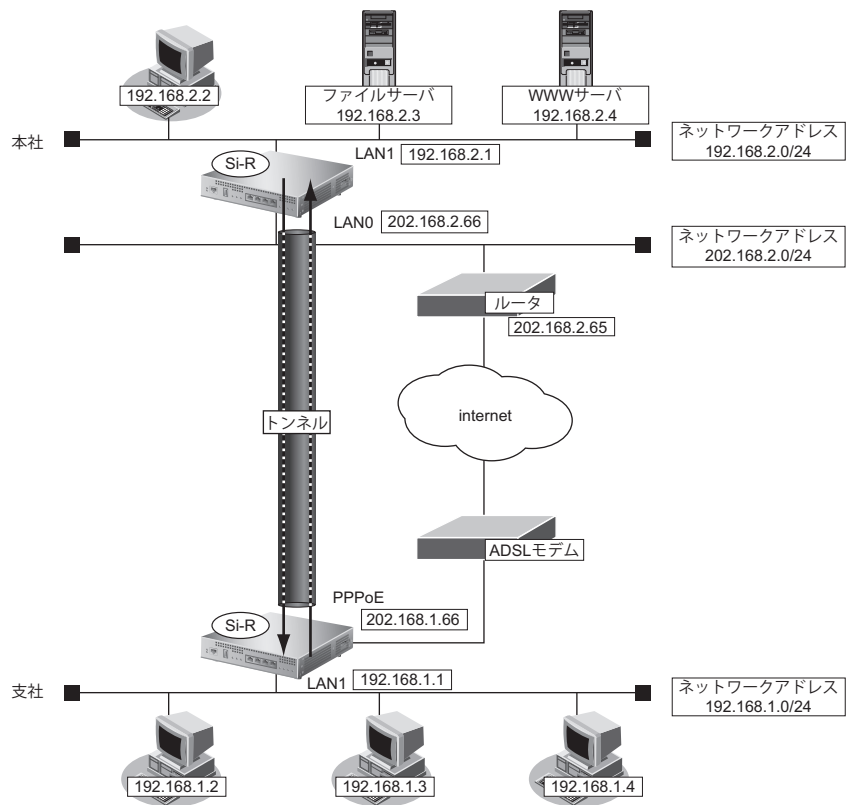 192.168.2.2
ファイルサーバ
192.168.2.3
WWWサーバ
192.168.2.4
本社
ネットワークアドレス
192.168.2.0/24
LAN1
192.168.2.1
Si-R
LAN0
202.168.2.66
ネットワークアドレス
202.168.2.0/24
ルータ
202.168.2.65
トンネル
internet
ADSLモデム
PPPoE
202.168.1.66
Si-R
LAN1
192.168.1.1
支社
ネットワークアドレス
192.168.1.0/24
192.168.1.2
192.168.1.3
192.168.1.4